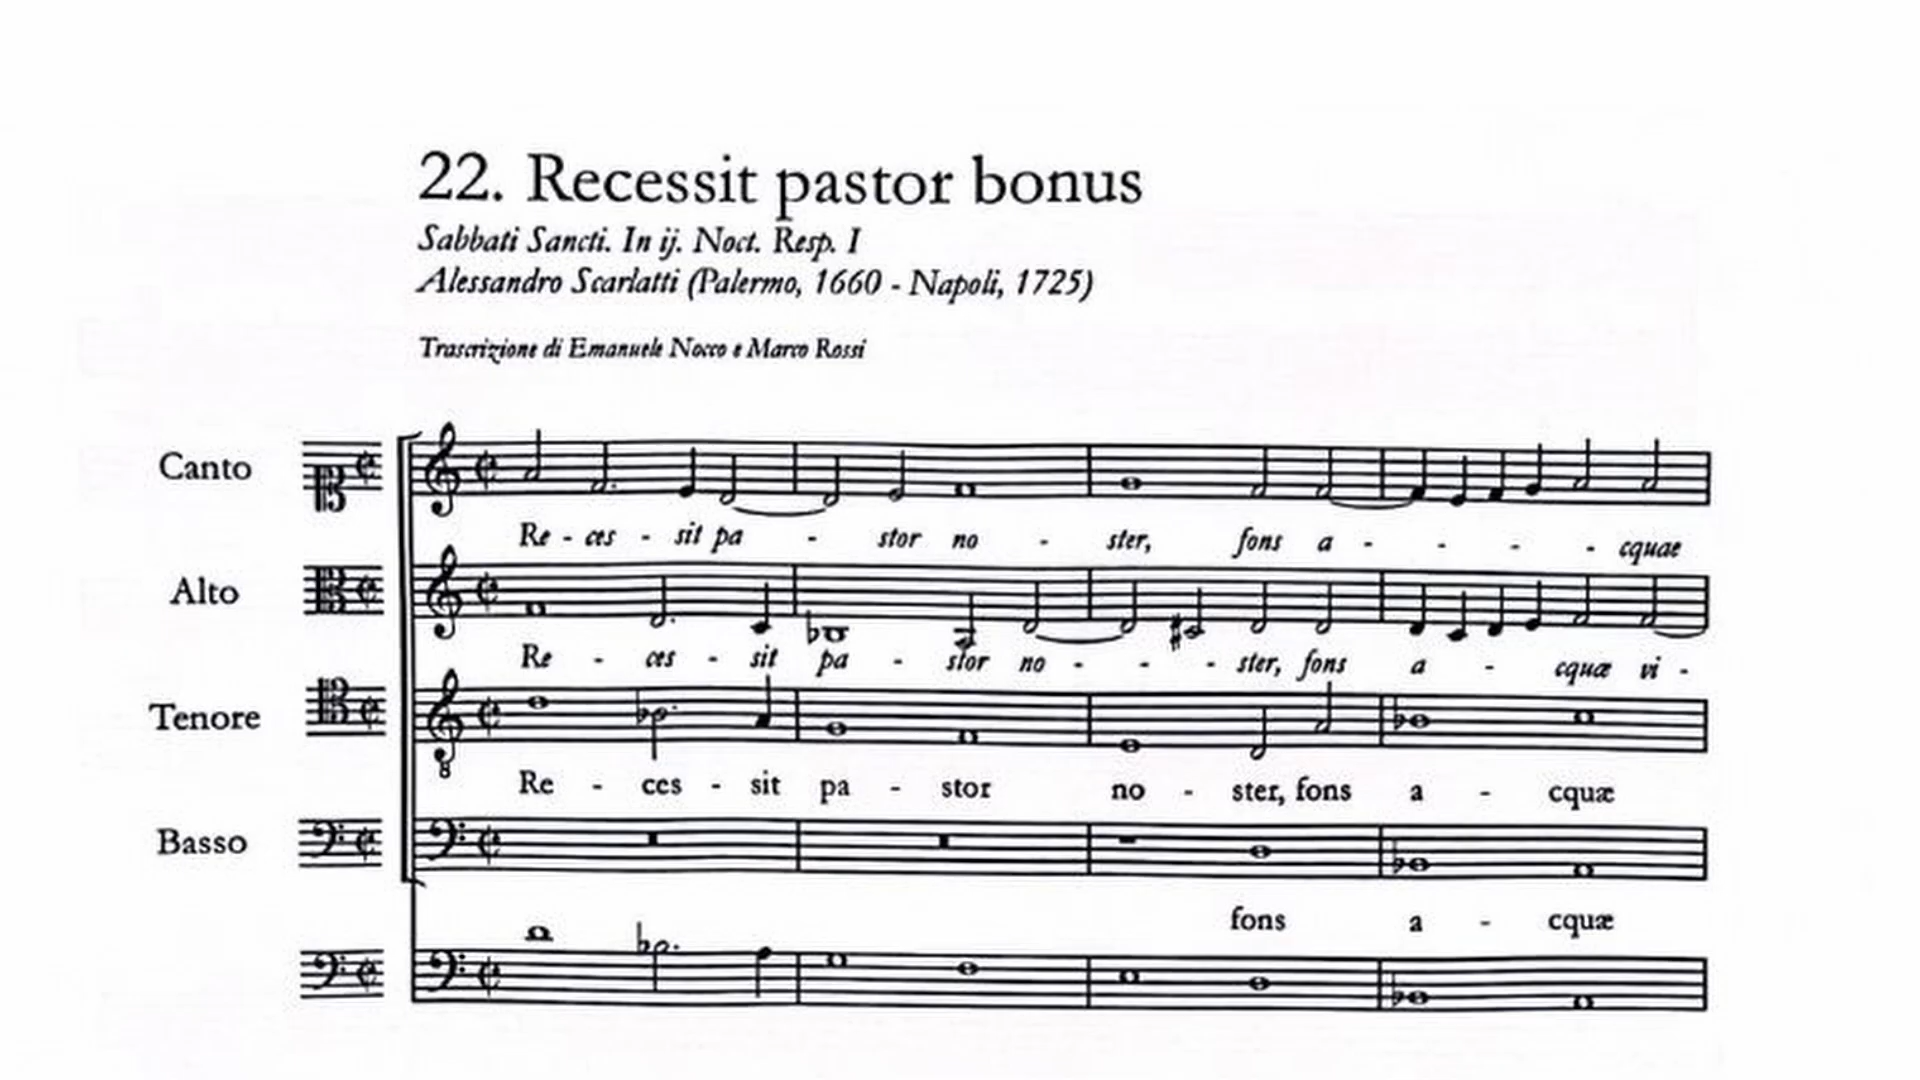 22. Recessit pastor bonus
Sabbati Sancti. In ij. Noct. Resp. I
Alessandro Scarlatti (Palermo, 1660 - Napoli, 1725)
Trascrizione di Emanuele Nocco e Marco Rossi
Canto
Re - ces - sit pa - stor no - ster, fons a - - - - cquae
Alto
Re - ces - sit pa - stor no - - - ster, fons a - cquæ vi -
Tenore
8
Re - ces - sit pa - stor no - ster, fons a - cquæ
Basso
fons a - cquæ